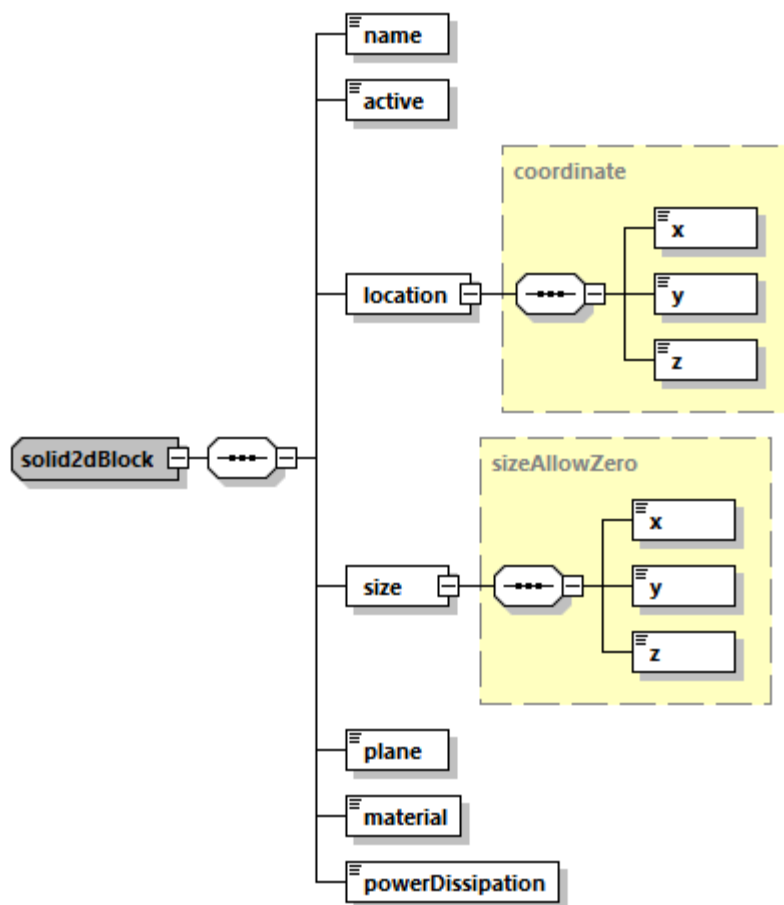 name
active
coordinate
x
location
y
z
solid2dBlock
sizeAllowZero
x
size
y
z
plane
material
powerDissipation